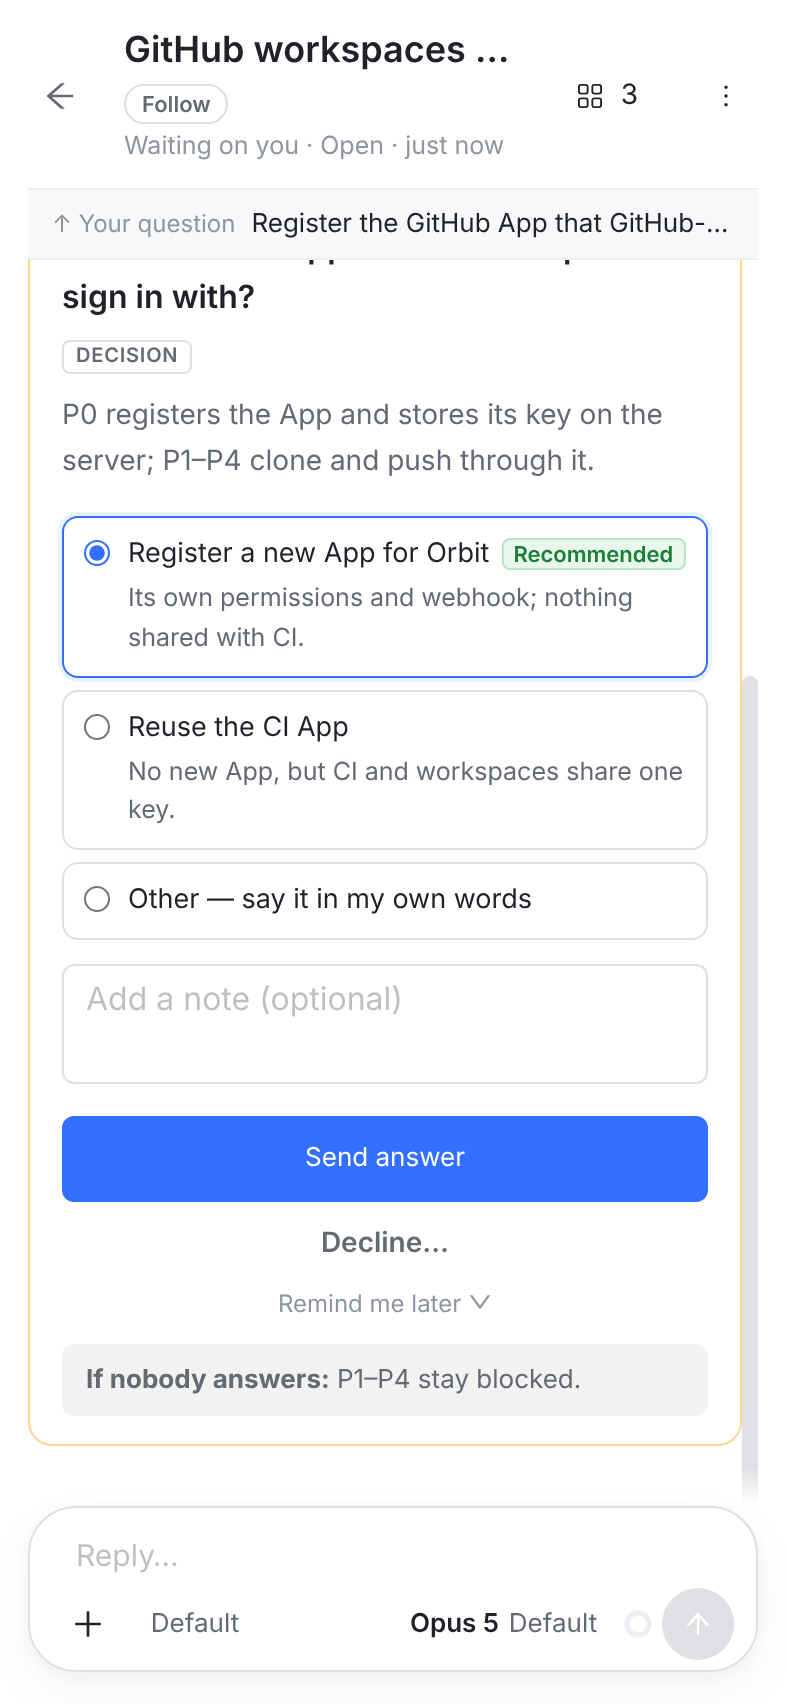 GitHub workspaces ...
Follow
3
Waiting on you · Open · just now
↑ Your question Register the GitHub App that GitHub-...
sign in with?
DECISION
P0 registers the App and stores its key on the
server; P1–P4 clone and push through it.
Register a new App for Orbit Recommended
Its own permissions and webhook; nothing
shared with CI.
Reuse the CI App
No new App, but CI and workspaces share one
key.
Other — say it in my own words
Add a note (optional)
Send answer
Decline...
Remind me later
If nobody answers: P1–P4 stay blocked.
Reply...
Default
Opus 5 Default